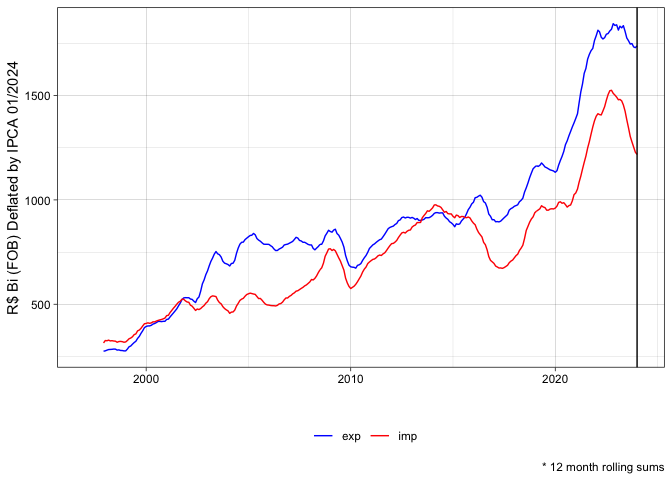 R$ Bi (FOB) Deflated by IPCA 01/2024
1500
1000
500
2000
2010
2020
exp
imp
* 12 month rolling sums